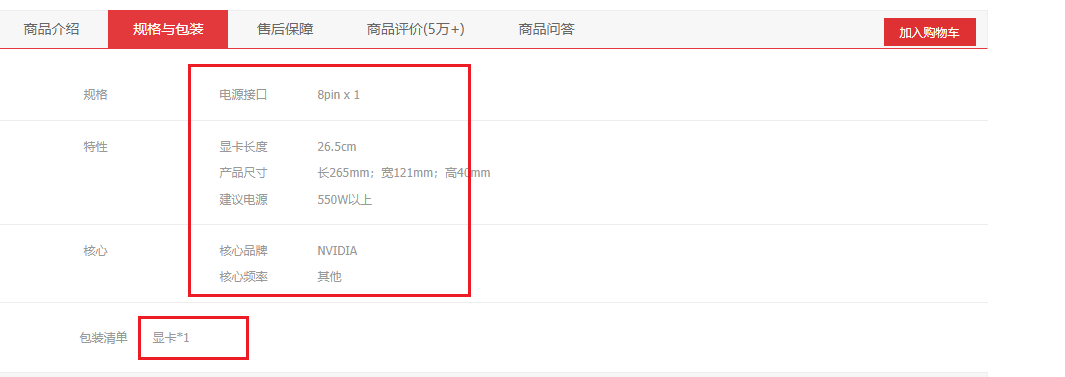 商品介绍 规格与包装 售后保障 商品评价(5万+) 商品问答 加入购物车
规格 电源接口 8pin x 1
特性 显卡长度 26.5cm
产品尺寸 长265mm；宽121mm；高40mm
建议电源 550W以上
核心 核心品牌 NVIDIA
核心频率 其他
包装清单 显卡*1